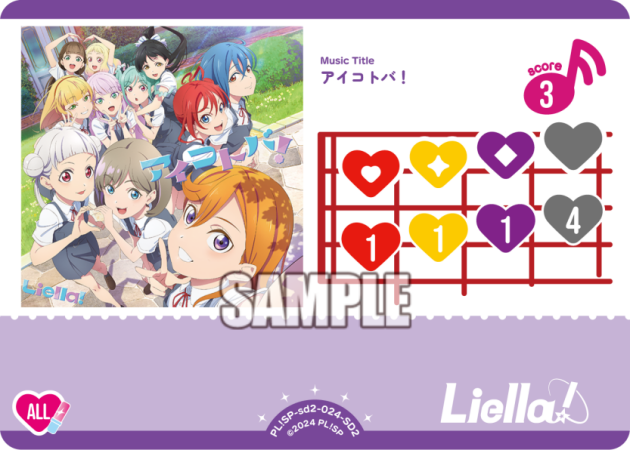 Music Title
アイコトバ！
score
3
アイコトバ！
Liella!
1
1
1
4
SAMPLE
ALL
PL!SP-sd2-024-SD2
©2024 PL!SP
Liella!